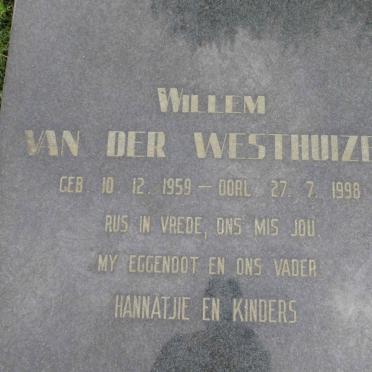 WILLEM
VAN DER WESTHUIZE
GEB. 10. 12. 1959 — OORL. 27. 7. 1998
RUS IN VREDE, ONS MIS JOU.
MY EGGENOOT EN ONS VADER.
HANNATJIE EN KINDERS